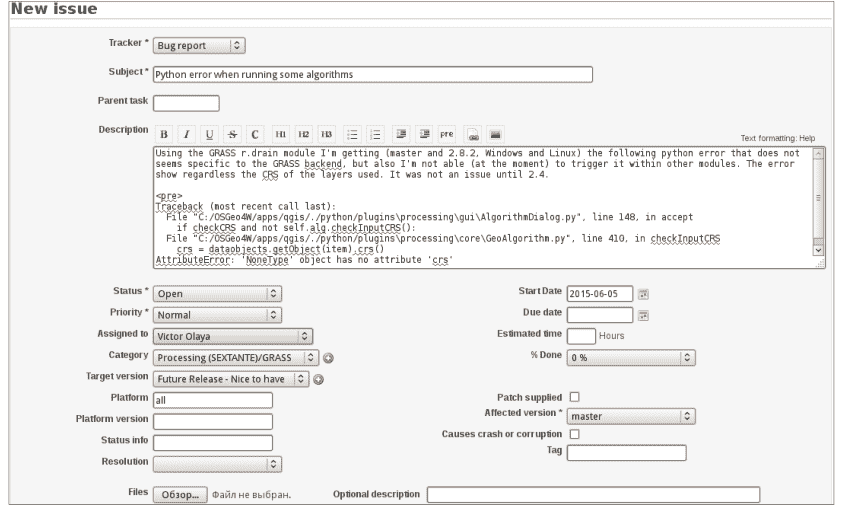 New issue
Tracker * Bug report
Subject * Python error when running some algorithms
Parent task
Description B I U S C H1 H2 H3 pre Text formatting: Help
Using the GRASS r.drain module I'm getting (master and 2.8.2, Windows and Linux) the following python error that does not
seems specific to the GRASS backend, but also I'm not able (at the moment) to trigger it within other modules. The error
show regardless the CRS of the layers used. It was not an issue until 2.4.
<pre>
Traceback (most recent call last):
File "C:/OSGeo4W/apps/qgis/./python/plugins\processing\gui\AlgorithmDialog.py", line 148, in accept
if checkCRS and not self.alg.checkInputCRS():
File "C:/OSGeo4W/apps/qgis/./python/plugins\processing\core\GeoAlgorithm.py", line 410, in checkInputCRS
crs = dataobjects.getObject(item).crs()
AttributeError: 'NoneType' object has no attribute 'crs'
Status * Open Start Date 2015-06-05
Priority * Normal Due date
Assigned to Victor Olaya Estimated time Hours
Category Processing (SEXTANTE)/GRASS % Done 0 %
Target version Future Release - Nice to have
Platform all Patch supplied
Platform version Affected version * master
Status info Causes crash or corruption
Resolution Tag
Files Обзор... Файл не выбран. Optional description